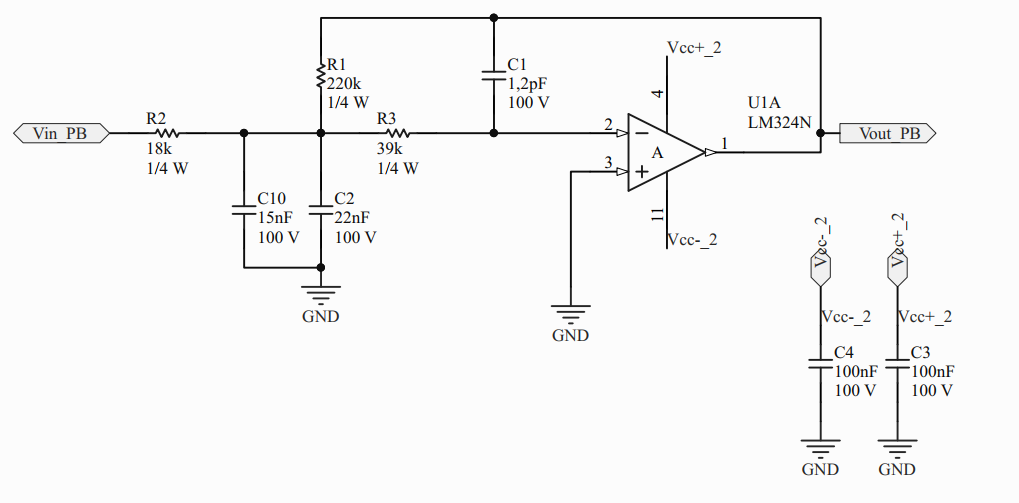 Vcc+_2
R1
220k
1/4 W
C1
1,2pF
100 V
4
U1A
LM324N
Vin_PB
R2
18k
1/4 W
R3
39k
1/4 W
2
3
A
1
Vout_PB
C10
15nF
100 V
C2
22nF
100 V
11
Vcc-_2
GND
GND
Vcc-_2
Vcc+_2
Vcc-_2
Vcc+_2
C4
100nF
100 V
C3
100nF
100 V
GND
GND